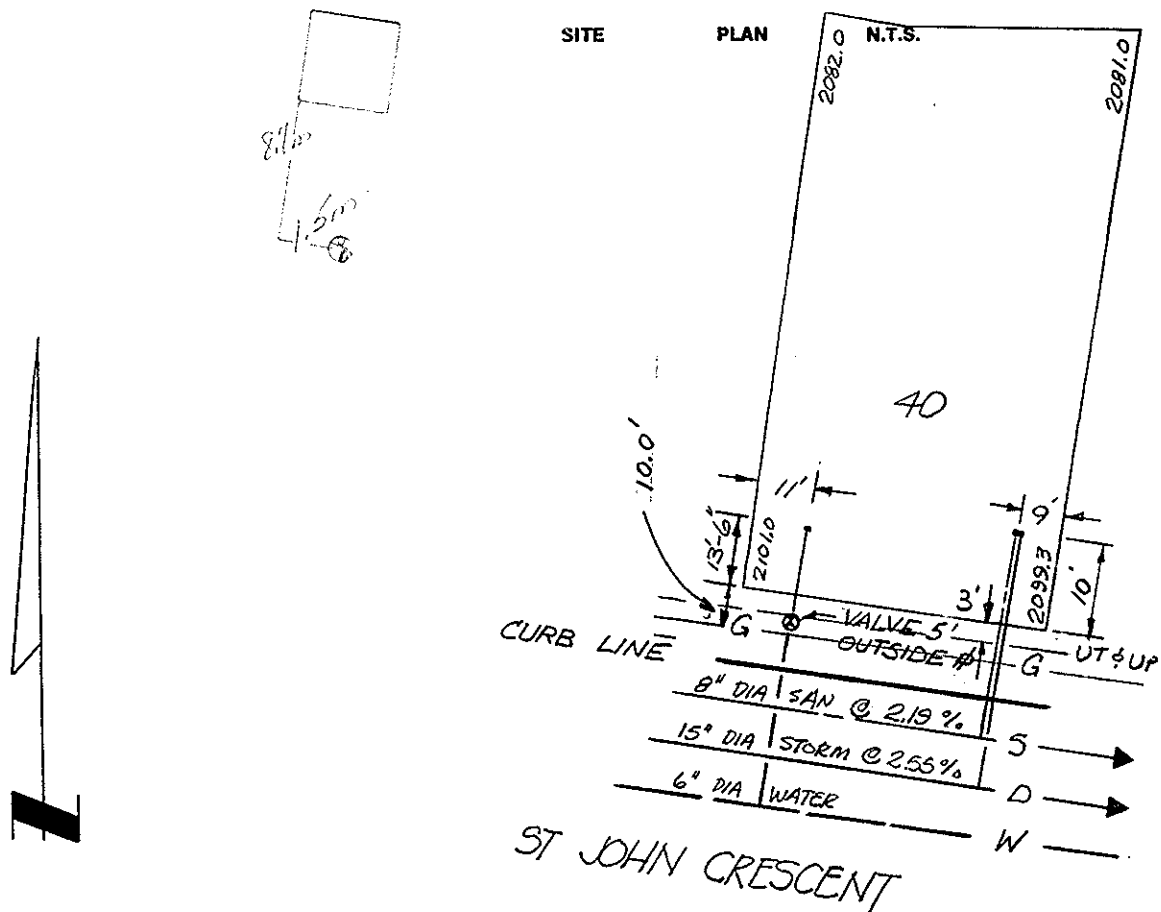 SITE PLAN N.T.S.
2082.0
2081.0
8.1m
1.6m
40
10.0'
11'
9'
13'-6"
2101.0
2099.3
10'
3'
G
VALVE 5'
OUTSIDE
G
UT & UP
CURB LINE
8" DIA SAN @ 2.19 %
S
15" DIA STORM @ 2.55%
D
6" DIA WATER
W
ST JOHN CRESCENT